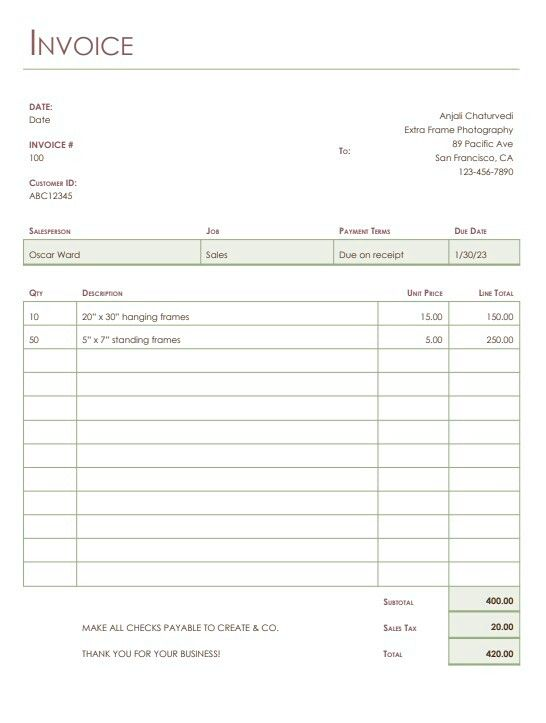 INVOICE
DATE:
Date
INVOICE #
100
CUSTOMER ID:
ABC12345
To:
Anjali Chaturvedi
Extra Frame Photography
89 Pacific Ave
San Francisco, CA
123-456-7890
SALESPERSON JOB PAYMENT TERMS DUE DATE
Oscar Ward Sales Due on receipt 1/30/23
QTY DESCRIPTION UNIT PRICE LINE TOTAL
10 20" x 30" hanging frames 15.00 150.00
50 5" x 7" standing frames 5.00 250.00
SUBTOTAL 400.00
MAKE ALL CHECKS PAYABLE TO CREATE & CO. SALES TAX 20.00
THANK YOU FOR YOUR BUSINESS! TOTAL 420.00